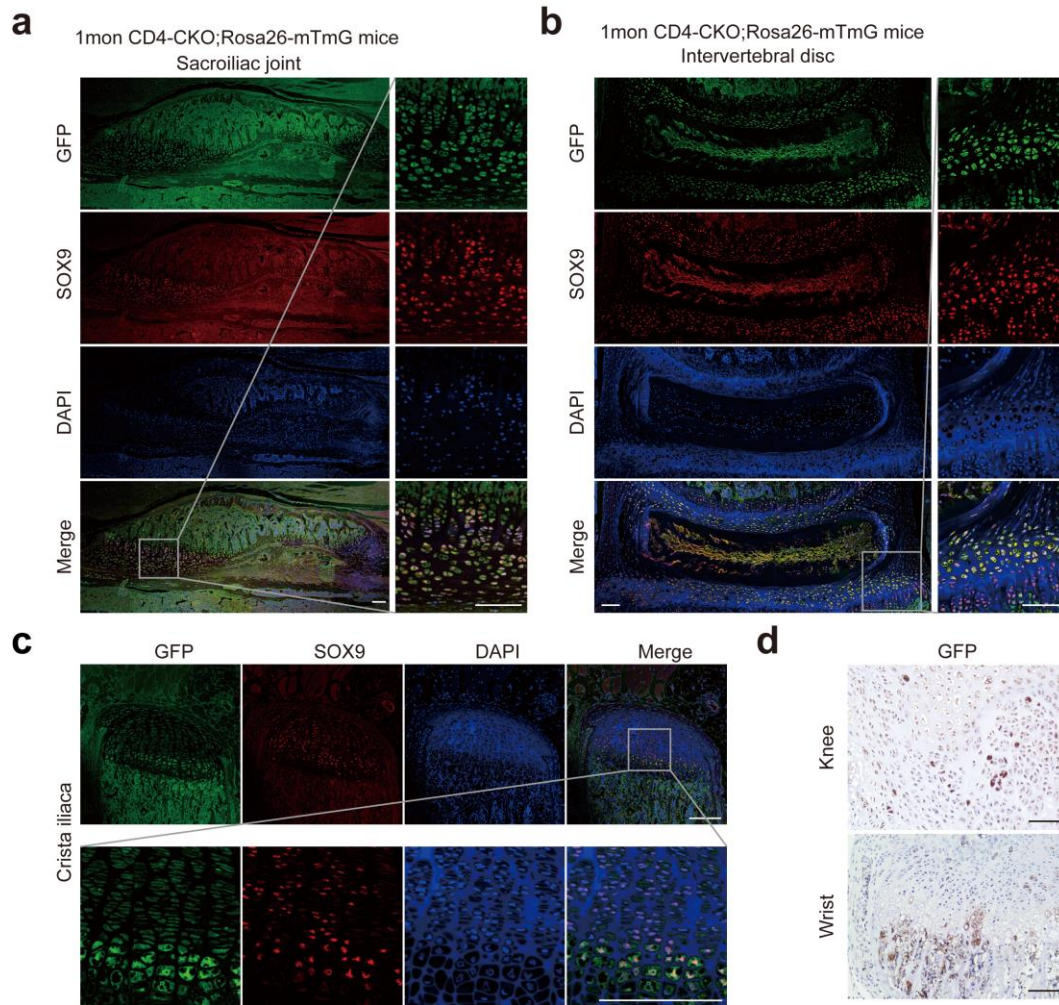 a
1mon CD4-CKO;Rosa26-mTmG mice
Sacroiliac joint
GFP
SOX9
DAPI
Merge
b
1mon CD4-CKO;Rosa26-mTmG mice
Intervertebral disc
GFP
SOX9
DAPI
Merge
c
GFP
SOX9
DAPI
Merge
Crista iliaca
d
GFP
Knee
Wrist